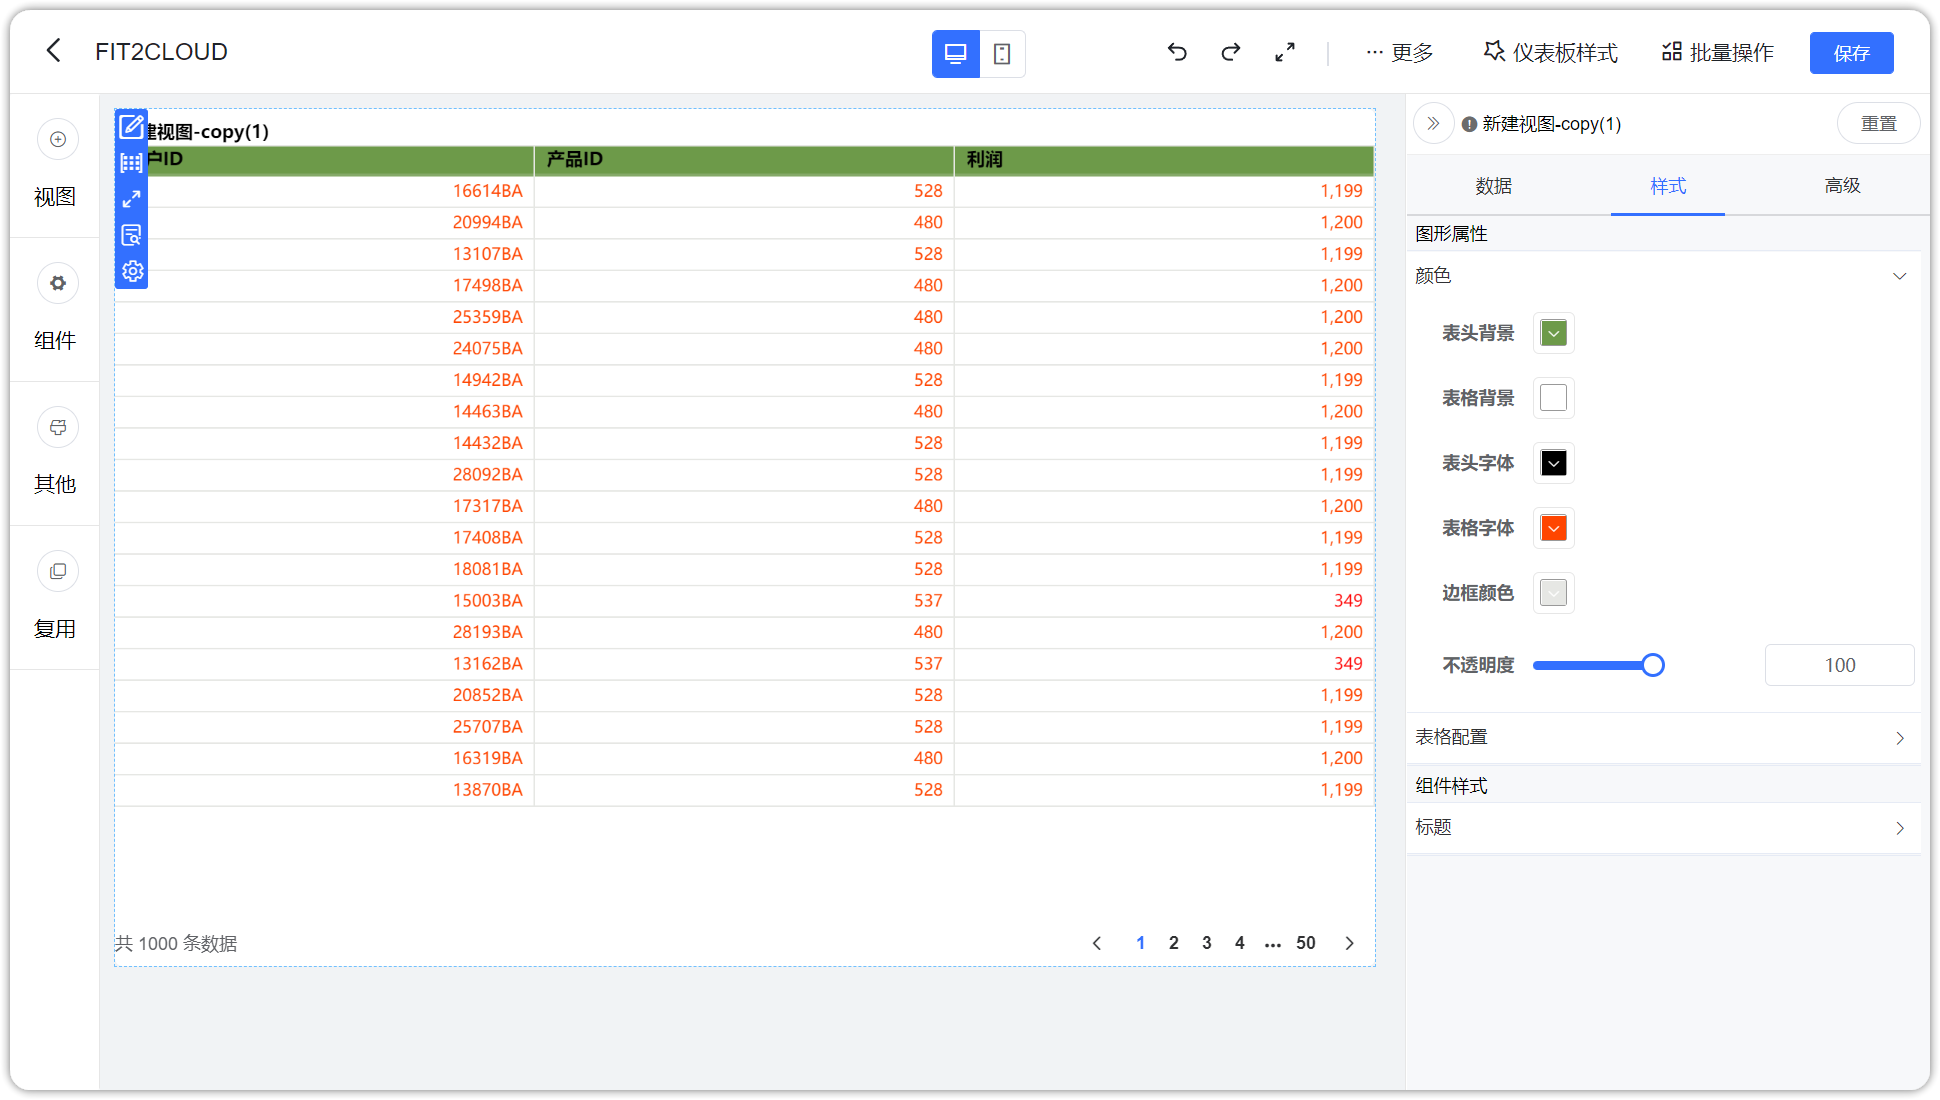 FIT2CLOUD
更多
仪表板样式
批量操作
保存
视图
组件
其他
复用
建视图-copy(1)
户ID 产品ID 利润
16614BA 528 1,199
20994BA 480 1,200
13107BA 528 1,199
17498BA 480 1,200
25359BA 480 1,200
24075BA 480 1,200
14942BA 528 1,199
14463BA 480 1,200
14432BA 528 1,199
28092BA 528 1,199
17317BA 480 1,200
17408BA 528 1,199
18081BA 528 1,199
15003BA 537 349
28193BA 480 1,200
13162BA 537 349
20852BA 528 1,199
25707BA 528 1,199
16319BA 480 1,200
13870BA 528 1,199
共 1000 条数据
1 2 3 4 ... 50
新建视图-copy(1)
重置
数据 样式 高级
图形属性
颜色
表头背景
表格背景
表头字体
表格字体
边框颜色
不透明度 100
表格配置
组件样式
标题